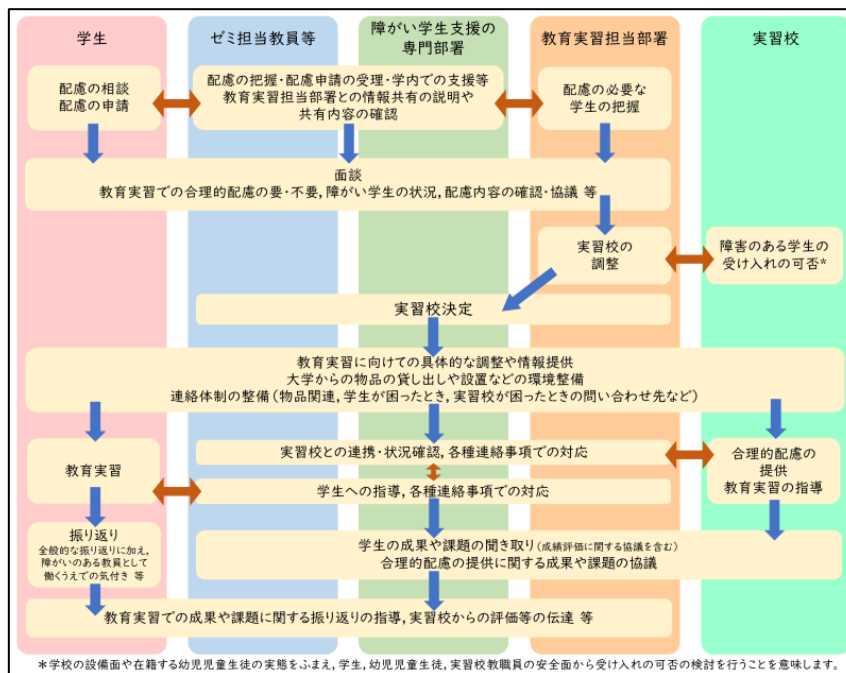 学生
ゼミ担当教員等
障がい学生支援の
専門部署
教育実習担当部署
実習校
配慮の相談
配慮の申請
配慮の把握・配慮申請の受理・学内での支援等
教育実習担当部署との情報共有の説明や
共有内容の確認
配慮の必要な
学生の把握
面談
教育実習での合理的配慮の要・不要,障がい学生の状況,配慮内容の確認・協議 等
実習校の
調整
障害のある学生の
受け入れの可否*
実習校決定
教育実習に向けての具体的な調整や情報提供
大学からの物品の貸し出しや設置などの環境整備
連絡体制の整備（物品関連,学生が困ったとき,実習校が困ったときの問い合わせ先など）
教育実習
実習校との連携・状況確認,各種連絡事項での対応
学生への指導,各種連絡事項での対応
合理的配慮の
提供
教育実習の指導
振り返り
全般的な振り返りに加え,
障がいのある教員として
働くうえでの気付き 等
学生の成果や課題の聞き取り（成績評価に関する協議を含む）
合理的配慮の提供に関する成果や課題の協議
教育実習での成果や課題に関する振り返りの指導,実習校からの評価等の伝達 等
*学校の設備面や在籍する幼児児童生徒の実態をふまえ,学生,幼児児童生徒,実習校教職員の安全面から受け入れの可否の検討を行うことを意味します。